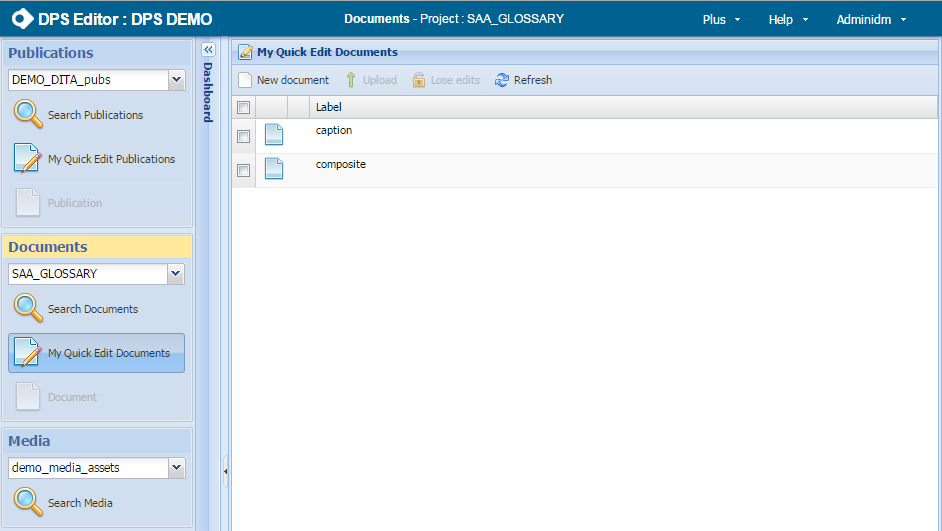 DPS Editor : DPS DEMO
Documents - Project : SAA_GLOSSARY
Plus
Help
Adminidm
Publications
DEMO_DITA_pubs
Search Publications
My Quick Edit Publications
Publication
Documents
SAA_GLOSSARY
Search Documents
My Quick Edit Documents
Document
Media
demo_media_assets
Search Media
Dashboard
My Quick Edit Documents
New document
Upload
Lose edits
Refresh
Label
caption
composite